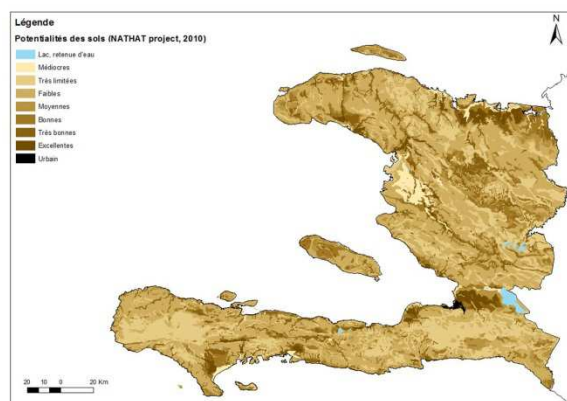 Légende
Potentialités des sols (NATHAT project, 2010)
Lac, retenue d'eau
Médiocres
Très limitées
Faibles
Moyennes
Bonnes
Très bonnes
Excellentes
Urbain
N
20 10 0 20 Km